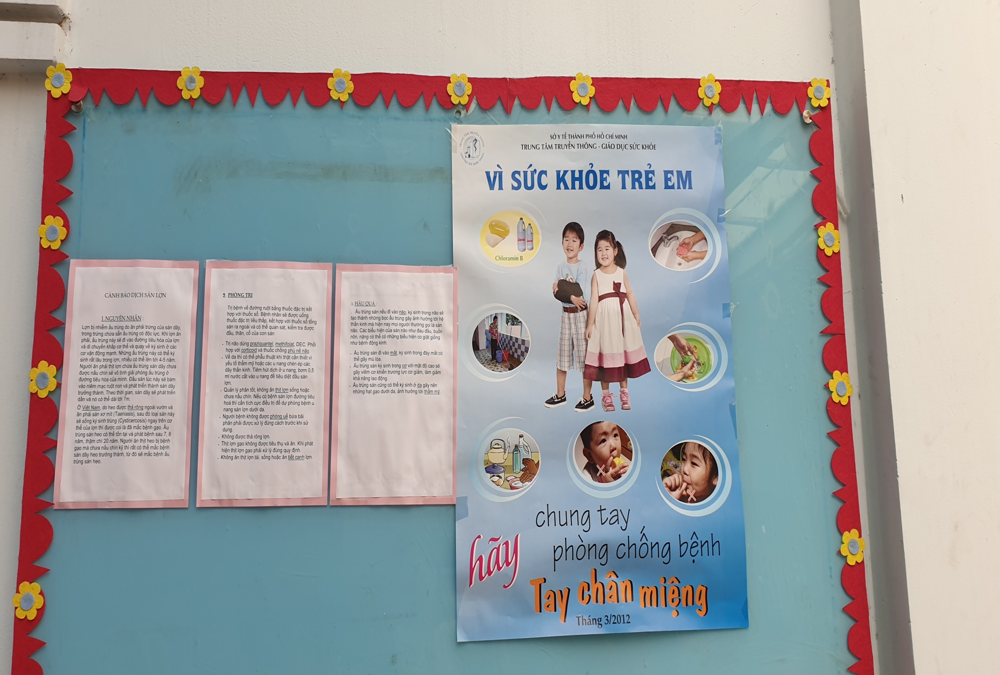 CẢNH BÁO DỊCH SÁN LỢN
1.NGUYÊN NHÂN :
Lợn bị nhiễm ấu trùng do ăn phải trứng của sán dây,
trong trứng chứa sẵn ấu trùng có độc lực. Khi lợn ăn
phải, ấu trùng này sẽ đi vào đường tiêu hóa của lợn
và di chuyển khắp cơ thể và quay về ký sinh ở các
cơ vận động mạnh. Những ấu trùng này có thể ký
sinh rất lâu trong lợn, nhiều có thể lên tới 4-5 năm.
Người ăn phải thịt lợn chứa ấu trùng sán dây chưa
được nấu chín sẽ vô tình giải phóng ấu trùng ở
đường tiêu hóa của mình. Đầu sán lúc này sẽ bám
vào niêm mạc ruột non và phát triển thành sán dây
trưởng thành. Theo thời gian, sán dây sẽ phát triển
dần và nó có thể dài tới 7m.
Ở Việt Nam, do heo được thả rông ngoài vườn và
ăn phải sán xơ mít (Taeniasis), sau đó loại sán này
sẽ sống ký sinh trùng (Cysticercosis) ngay trên cơ
thể của lợn thì được coi là đã mắc bệnh gạo. Ấu
trùng sán heo có thể tồn tại và phát bệnh sau 7, 8
năm, thậm chí 20 năm. Người ăn thịt heo bị bệnh
gạo mà chưa nấu chín kỹ thì rất có thể mắc bệnh
sán dây heo trưởng thành, từ đó sẽ mắc bệnh ấu
trùng sán heo.
PHÒNG TRỊ
Trị bệnh về đường ruột bằng thuốc đặc trị kết
hợp với thuốc sổ. Bệnh nhân sẽ được uống
thuốc đặc trị liều thấp, kết hợp với thuốc sổ tống
sán ra ngoài và có thể quan sát, kiểm tra được
đầu, thân, cổ của con sán
. Trị não dùng praziquantel, methifolat, DEC. Phối
hợp với corticoid và thuốc chống phù nề não.
. Về da thì có thể phẫu thuật khi thật cần thiết vì
yếu tố thẩm mỹ hoặc các u nang chèn ép các
dây thần kinh. Tiêm hút dịch ở u nang, bơm 0,5
ml nước cất vào u nang để tiêu diệt đầu sán
lợn.
. Quản lý phân tốt, không ăn thịt lợn sống hoặc
chưa nấu chín. Nếu có bệnh sán lợn đường tiêu
hoá thì cần tích cực điều trị để dự phòng bệnh u
nang sán lợn dưới da.
. Người bệnh không được phóng uế bừa bãi
phân phải được xử lý đúng cách trước khi sử
dụng.
. Không được thả rông lợn.
. Thịt lợn gạo không được tiêu thụ và ăn. Khi phát
hiện thịt lợn gạo phải xử lý đúng quy định.
. Không ăn thịt lợn tái, sống hoặc ăn tiết canh lợn.
3. HẬU QUẢ :
. Ấu trùng sán nếu đi vào não, ký sinh trong não sẽ
tạo thành những bọc ấu trùng gây ảnh hưởng tới hệ
thần kinh mà hiện nay mọi người thường gọi là sán
não. Các biểu hiện của sán não như đau đầu, buồn
nôn, nặng có thể có những biểu hiện co giật giống
như bệnh động kinh.
. Ấu trùng sán đi vào mắt, ký sinh trong đáy mắt có
thể gây mù lòa.
. Ấu trùng sán ký sinh trong cơ với mật độ cao sẽ
gây viêm cơ khiến trương lực cơ giảm, làm giảm
khả năng lao động.
. Ấu trùng sán cũng có thể ký sinh ở da gây nên
những hạt gạo dưới da, ảnh hưởng tới thẩm mỹ.
SỞ Y TẾ THÀNH PHỐ HỒ CHÍ MINH
TRUNG TÂM TRUYỀN THÔNG - GIÁO DỤC SỨC KHỎE
TRUNG TÂM TRUYỀN THÔNG
VÌ SỨC KHỎE TRẺ EM
Javel Javel
Chloramin B
chung tay
hãy phòng chống bệnh
Tay chân miệng
Tháng 3/2012